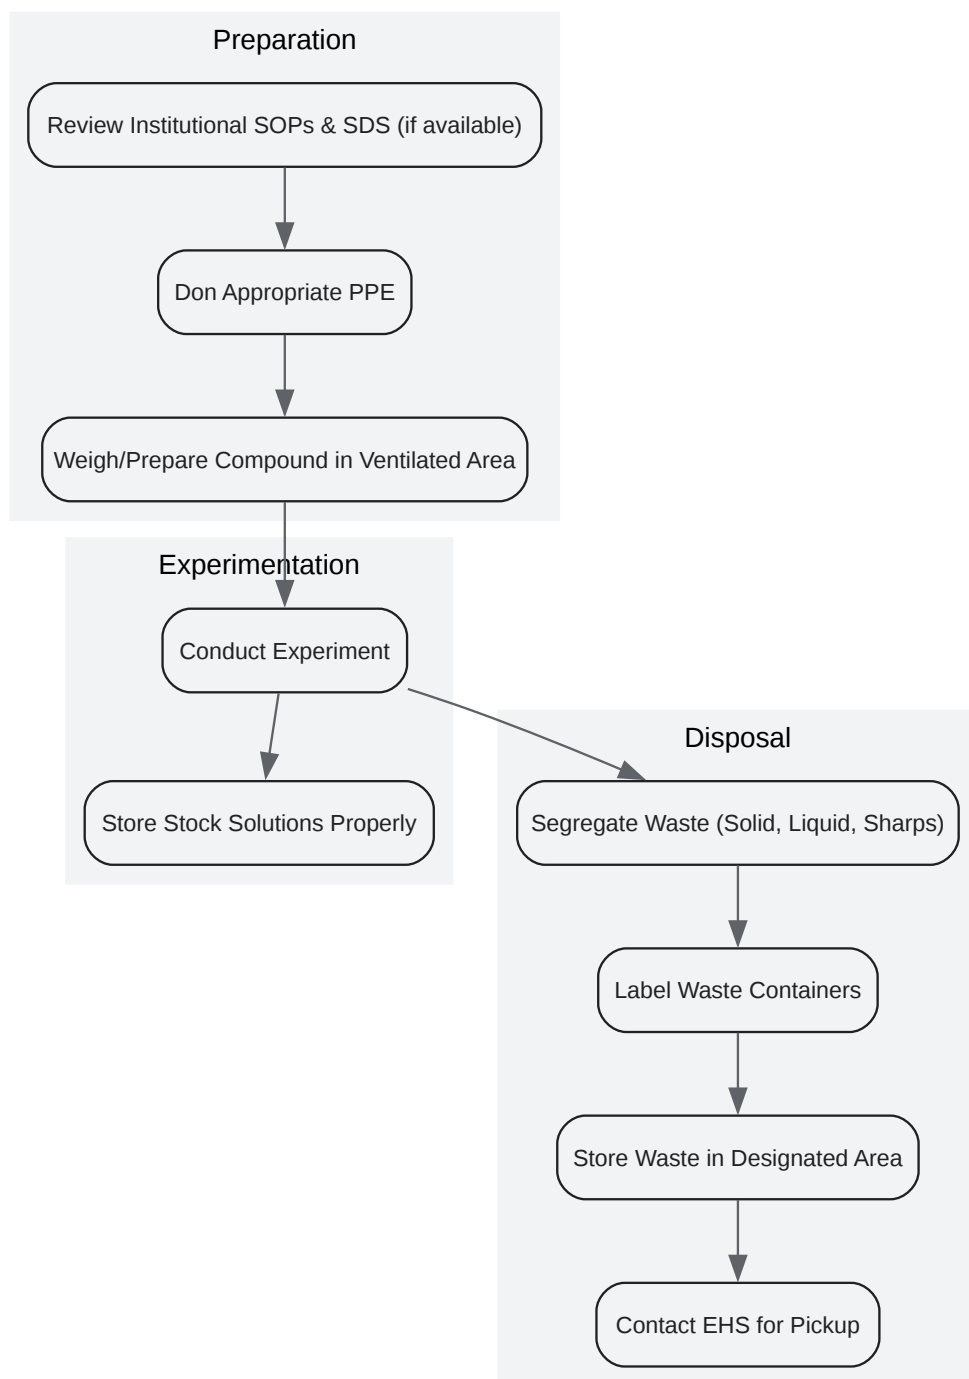 Preparation
Review Institutional SOPs & SDS (if available)
Don Appropriate PPE
Weigh/Prepare Compound in Ventilated Area
Experimentation
Conduct Experiment
Store Stock Solutions Properly
Disposal
Segregate Waste (Solid, Liquid, Sharps)
Label Waste Containers
Store Waste in Designated Area
Contact EHS for Pickup